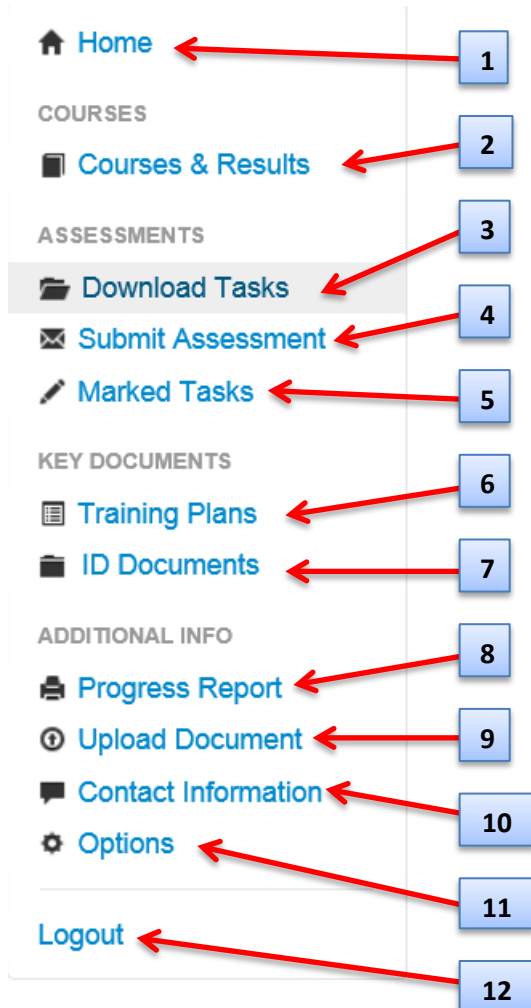 Home
1
COURSES
2
Courses & Results
ASSESSMENTS
3
Download Tasks
4
Submit Assessment
Marked Tasks
5
KEY DOCUMENTS
6
Training Plans
ID Documents
7
ADDITIONAL INFO
8
Progress Report
Upload Document
9
Contact Information
10
Options
11
Logout
12